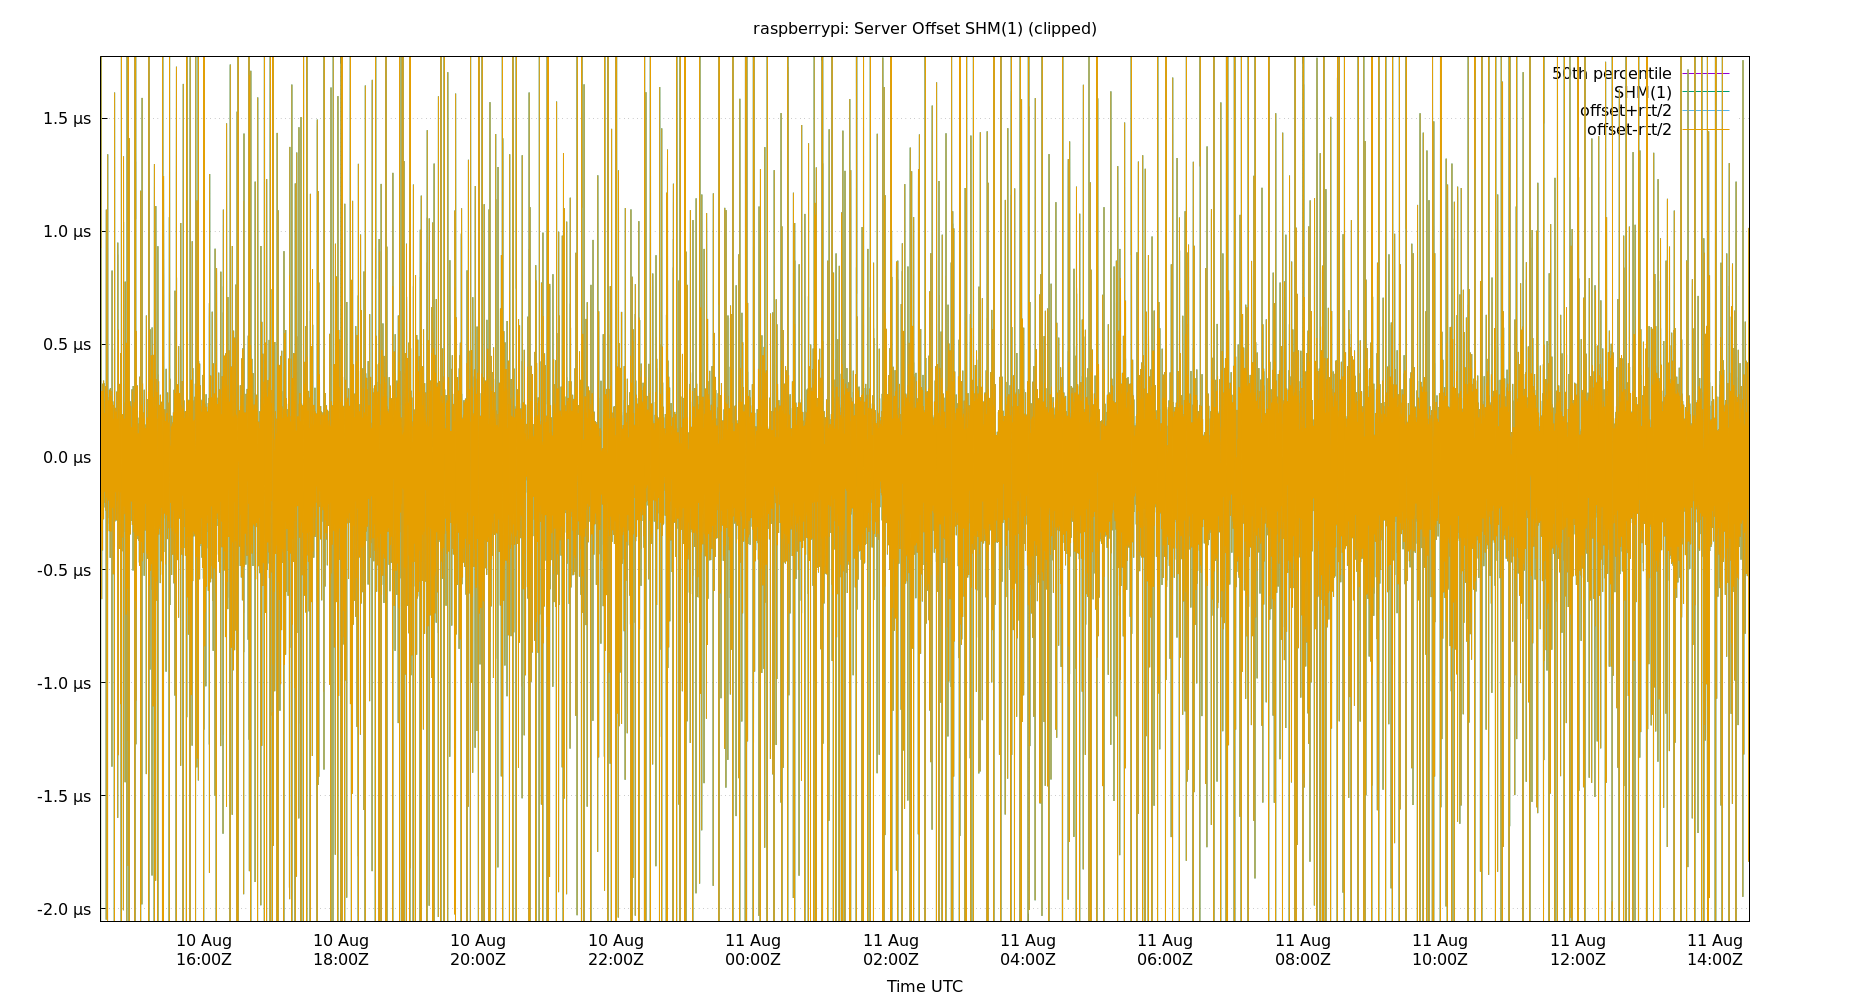 raspberrypi: Server Offset SHM(1) (clipped)
50th percentile
SHM(1)
offset+rtt/2
offset-rtt/2
1.5 µs
1.0 µs
0.5 µs
0.0 µs
-0.5 µs
-1.0 µs
-1.5 µs
-2.0 µs
10 Aug 10 Aug 10 Aug 10 Aug 11 Aug 11 Aug 11 Aug 11 Aug 11 Aug 11 Aug 11 Aug 11 Aug
16:00Z 18:00Z 20:00Z 22:00Z 00:00Z 02:00Z 04:00Z 06:00Z 08:00Z 10:00Z 12:00Z 14:00Z
Time UTC